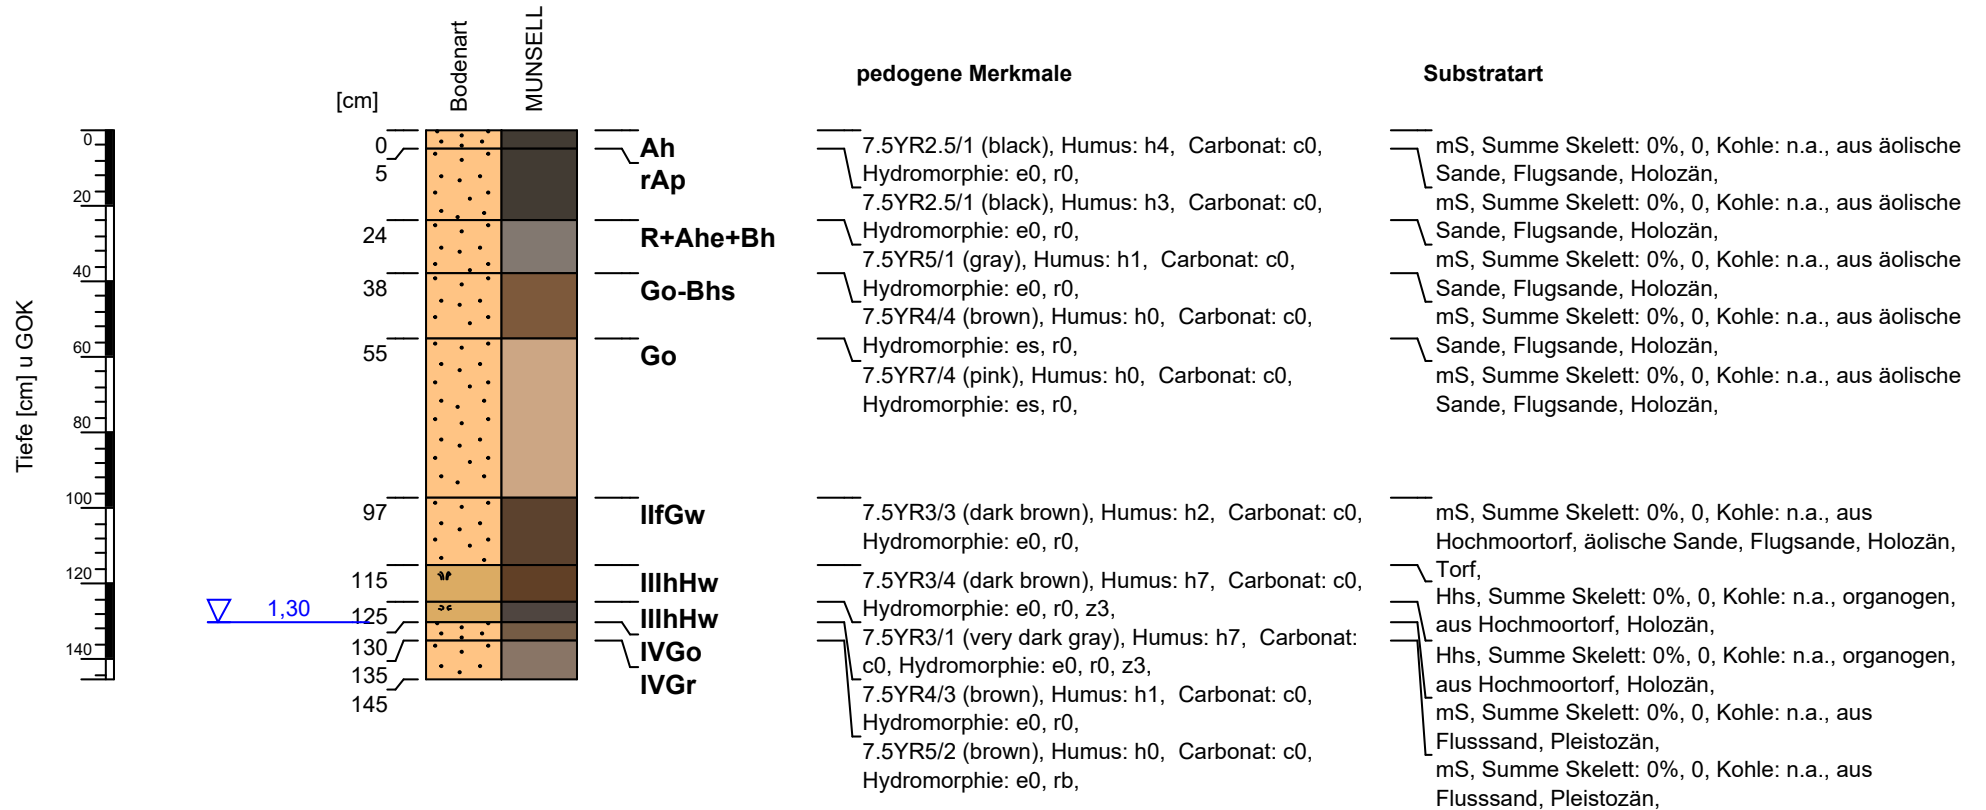 Bodenart
MUNSELL
pedogene Merkmale
Substratart
[cm]
Tiefe [cm] u GOK
0
20
40
60
80
100
120
140
1,30
0
5
24
38
55
97
115
125
130
135
145
Ah
rAp
R+Ahe+Bh
Go-Bhs
Go
IIfGw
IIIhHw
IIIhHw
IVGo
IVGr
7.5YR2.5/1 (black), Humus: h4, Carbonat: c0,
Hydromorphie: e0, r0,
7.5YR2.5/1 (black), Humus: h3, Carbonat: c0,
Hydromorphie: e0, r0,
7.5YR5/1 (gray), Humus: h1, Carbonat: c0,
Hydromorphie: e0, r0,
7.5YR4/4 (brown), Humus: h0, Carbonat: c0,
Hydromorphie: es, r0,
7.5YR7/4 (pink), Humus: h0, Carbonat: c0,
Hydromorphie: es, r0,
7.5YR3/3 (dark brown), Humus: h2, Carbonat: c0,
Hydromorphie: e0, r0,
7.5YR3/4 (dark brown), Humus: h7, Carbonat: c0,
Hydromorphie: e0, r0, z3,
7.5YR3/1 (very dark gray), Humus: h7, Carbonat:
c0, Hydromorphie: e0, r0, z3,
7.5YR4/3 (brown), Humus: h1, Carbonat: c0,
Hydromorphie: e0, r0,
7.5YR5/2 (brown), Humus: h0, Carbonat: c0,
Hydromorphie: e0, rb,
mS, Summe Skelett: 0%, 0, Kohle: n.a., aus äolische
Sande, Flugsande, Holozän,
mS, Summe Skelett: 0%, 0, Kohle: n.a., aus äolische
Sande, Flugsande, Holozän,
mS, Summe Skelett: 0%, 0, Kohle: n.a., aus äolische
Sande, Flugsande, Holozän,
mS, Summe Skelett: 0%, 0, Kohle: n.a., aus äolische
Sande, Flugsande, Holozän,
mS, Summe Skelett: 0%, 0, Kohle: n.a., aus äolische
Sande, Flugsande, Holozän,
mS, Summe Skelett: 0%, 0, Kohle: n.a., aus
Hochmoortorf, äolische Sande, Flugsande, Holozän,
Torf,
Hhs, Summe Skelett: 0%, 0, Kohle: n.a., organogen,
aus Hochmoortorf, Holozän,
Hhs, Summe Skelett: 0%, 0, Kohle: n.a., organogen,
aus Hochmoortorf, Holozän,
mS, Summe Skelett: 0%, 0, Kohle: n.a., aus
Flusssand, Pleistozän,
mS, Summe Skelett: 0%, 0, Kohle: n.a., aus
Flusssand, Pleistozän,